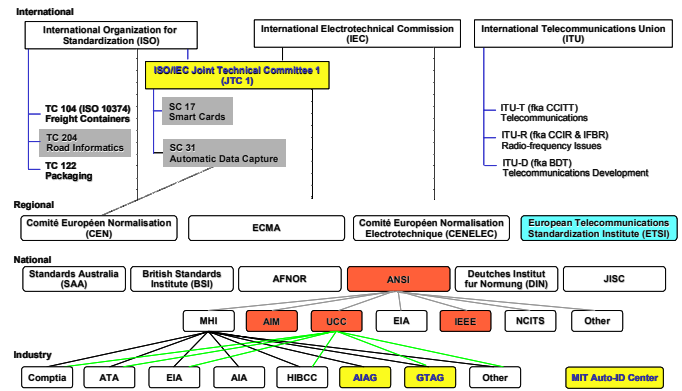 International
International Organization for
Standardization (ISO)
International Electrotechnical Commission
(IEC)
International Telecommunications Union
(ITU)
ISO/IEC Joint Technical Committee 1
(JTC 1)
TC 104 (ISO 10374)
Freight Containers
TC 204
Road Informatics
TC 122
Packaging
SC 17
Smart Cards
SC 31
Automatic Data Capture
ITU-T (fka CCITT)
Telecommunications
ITU-R (fka CCIR & IFBR)
Radio-frequency Issues
ITU-D (fka BDT)
Telecommunications Development
Regional
Comité Européen Normalisation
(CEN)
ECMA
Comité Européen Normalisation
Electrotechnique (CENELEC)
European Telecommunications
Standardization Institute (ETSI)
National
Standards Australia
(SAA)
British Standards
Institute (BSI)
AFNOR
ANSI
Deutches Institut
fur Normung (DIN)
JISC
MHI
AIM
UCC
EIA
IEEE
NCITS
Other
Industry
Comptia
ATA
EIA
AIA
HIBCC
AIAG
GTAG
Other
MIT Auto-ID Center